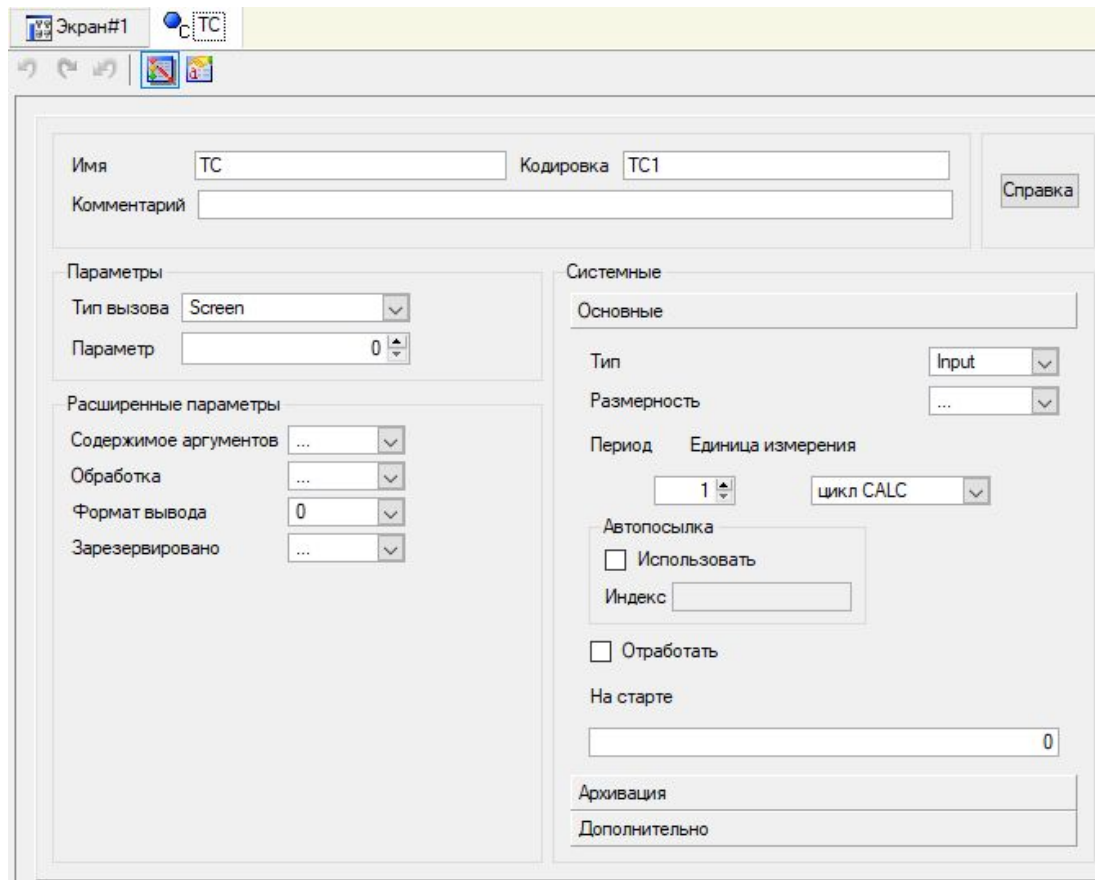 Экран#1 C TC
Имя TC Кодировка TC1
Комментарий
Справка
Параметры
Тип вызова Screen
Параметр 0
Расширенные параметры
Содержимое аргументов ...
Обработка ...
Формат вывода 0
Зарезервировано ...
Системные
Основные
Тип Input
Размерность ...
Период Единица измерения
1 цикл CALC
Автопосылка
Использовать
Индекс
Отработать
На старте
0
Архивация
Дополнительно